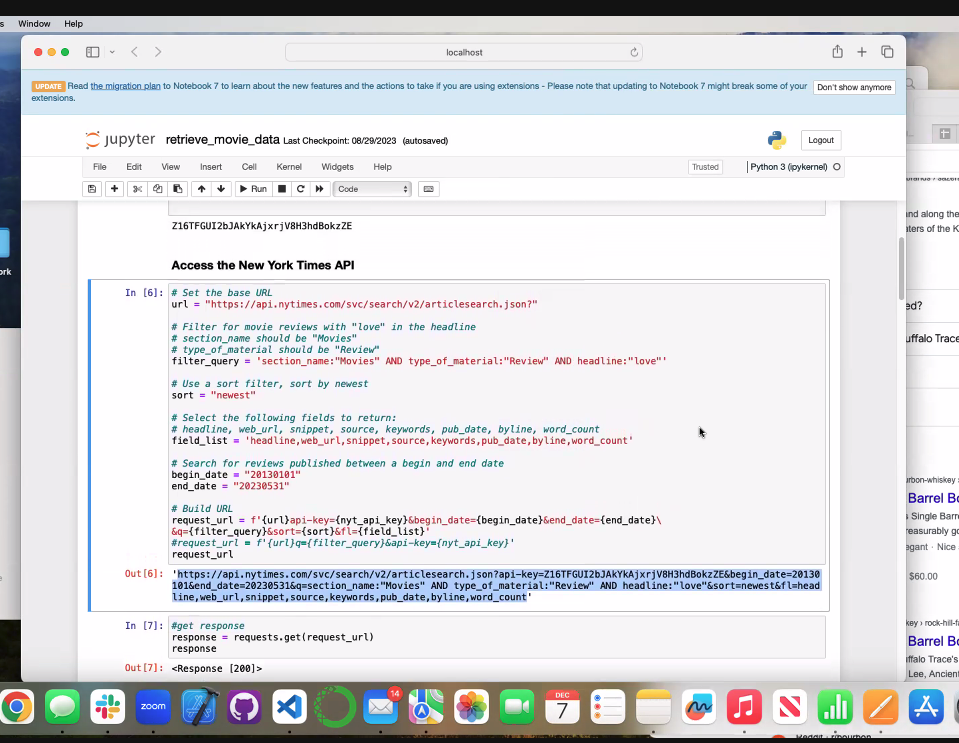 s Window Help
localhost
UPDATE Read the migration plan to Notebook 7 to learn about the new features and the actions to take if you are using extensions - Please note that updating to Notebook 7 might break some of your
extensions.
Don't show anymore
jupyter retrieve_movie_data Last Checkpoint: 08/29/2023 (autosaved)
Logout
File Edit View Insert Cell Kernel Widgets Help
Trusted
Python 3 (ipykernel)
Run
Code
Z16TFGUI2bJAkYkAjxrjV8H3hdBokzZE
Access the New York Times API
In [6]:
# Set the base URL
url = "https://api.nytimes.com/svc/search/v2/articlesearch.json?"
# Filter for movie reviews with "love" in the headline
# section_name should be "Movies"
# type_of_material should be "Review"
filter_query = 'section_name:"Movies" AND type_of_material:"Review" AND headline:"love"'
# Use a sort filter, sort by newest
sort = "newest"
# Select the following fields to return:
# headline, web_url, snippet, source, keywords, pub_date, byline, word_count
field_list = 'headline,web_url,snippet,source,keywords,pub_date,byline,word_count'
# Search for reviews published between a begin and end date
begin_date = "20130101"
end_date = "20230531"
# Build URL
request_url = f'{url}api-key={nyt_api_key}&begin_date={begin_date}&end_date={end_date}\
&q={filter_query}&sort={sort}&fl={field_list}'
#request_url = f'{url}q={filter_query}&api-key={nyt_api_key}'
request_url
Out[6]:
'https://api.nytimes.com/svc/search/v2/articlesearch.json?api-key=Z16TFGUI2bJAkYkAjxrjV8H3hdBokzZE&begin_date=20130
101&end_date=20230531&q=section_name:"Movies" AND type_of_material:"Review" AND headline:"love"&sort=newest&fl=head
line,web_url,snippet,source,keywords,pub_date,byline,word_count'
In [7]:
#get response
response = requests.get(request_url)
response
Out[7]:
<Response [200]>
ork
nd along the
ters of the K
ed?
uffalo Trace'
urbon-whiskey
Barrel Bo
s Single Barre
reasurably go
egant · Nice
$60.00
key › rock-hill-fa
Barrel Bo
uffalo Trace's
Lee, Ancient
zoom
14
DEC
7